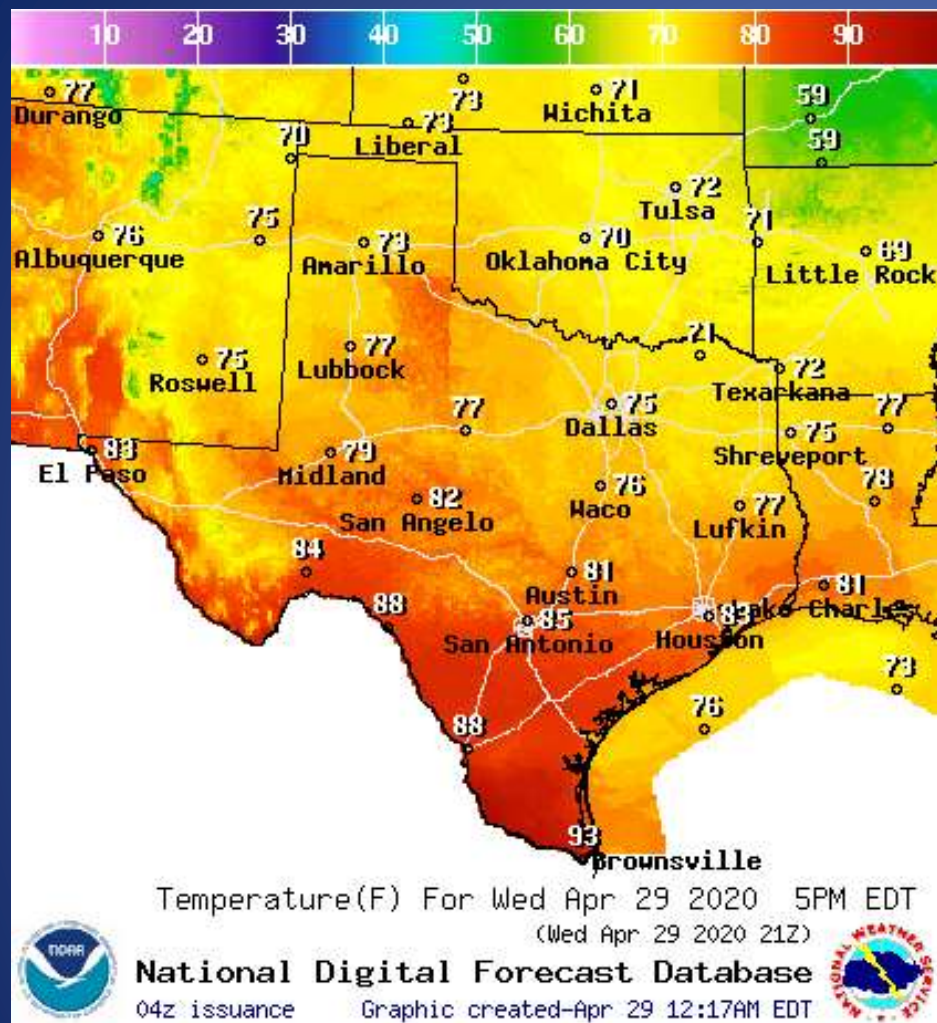 10 20 30 40 50 60 70 80 90
77 73 71 59
Durango Wichita
73
Liberal
70 59
72
Tulsa
76 75 73 70 71 69
Albuquerque Amarillo Oklahoma City Little Rock
75 77 71 72
Roswell Lubbock Texarkana
77 75 75 77
Dallas Shreveport
83 79
El Paso Midland
82 76 77 78
San Angelo Waco Lufkin
84 81 81
Austin Lake Charles
88 85 83
San Antonio Houston
73
88 76
93
Brownsville
Temperature(F) For Wed Apr 29 2020 5PM EDT
(Wed Apr 29 2020 21Z)
NOAA
National Digital Forecast Database
04z issuance Graphic created-Apr 29 12:17AM EDT
NATIONAL WEATHER SERVICE